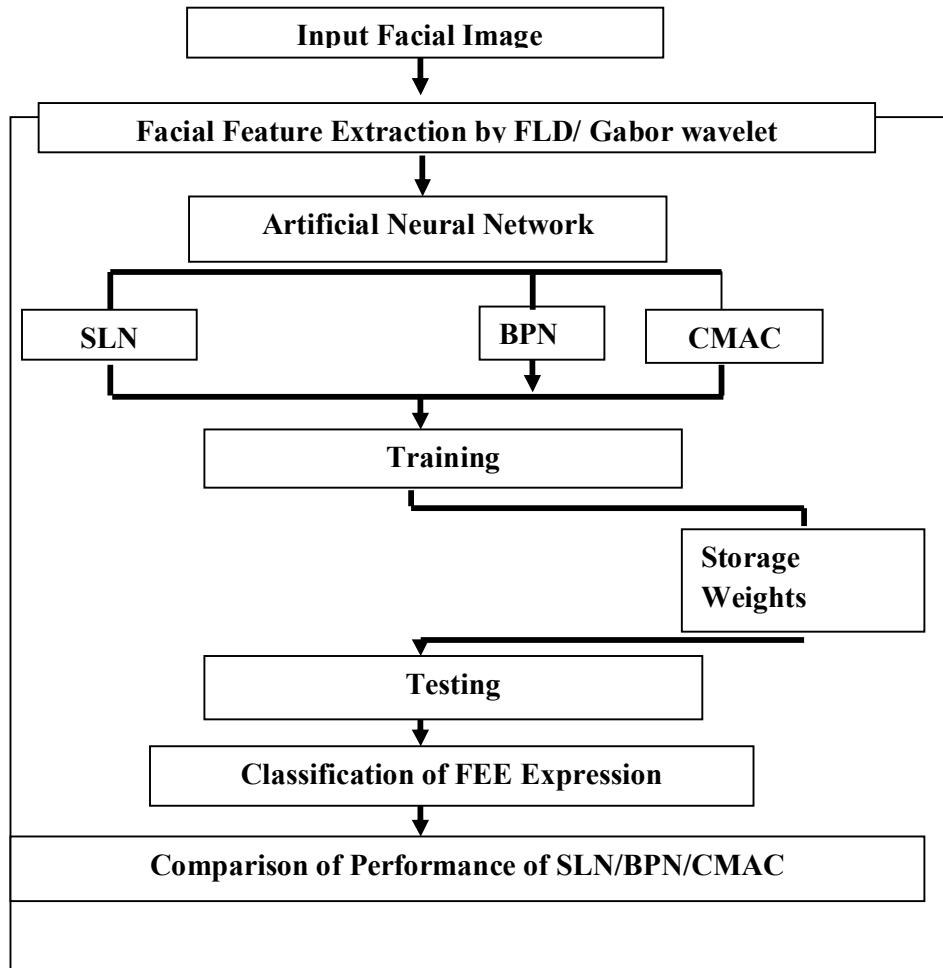 Input Facial Image
Facial Feature Extraction by FLD/ Gabor wavelet
Artificial Neural Network
SLN
BPN
CMAC
Training
Storage
Weights
Testing
Classification of FEE Expression
Comparison of Performance of SLN/BPN/CMAC